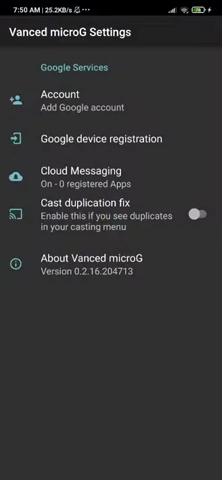 7:50 AM | 25.2KB/s
Vanced microG Settings
Google Services
Account
Add Google account
Google device registration
Cloud Messaging
On - 0 registered Apps
Cast duplication fix
Enable this if you see duplicates
in your casting menu
About Vanced microG
Version 0.2.16.204713